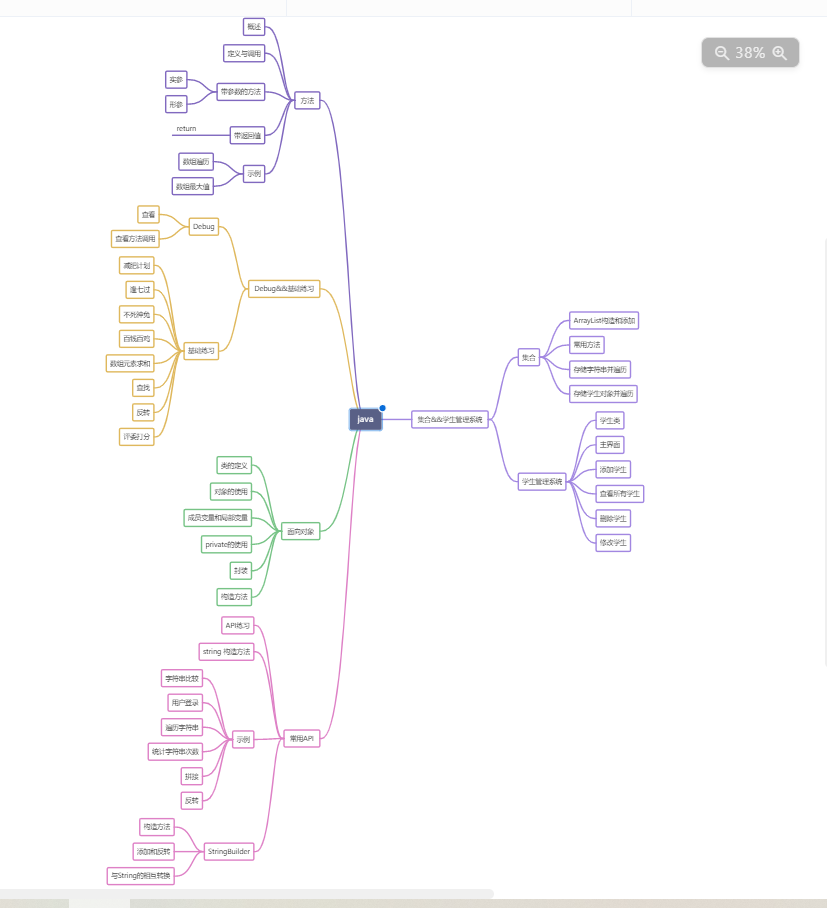 38%
概述
定义与调用
实参
形参
带参数的方法
return
带返回值
数组遍历
数组最大值
示例
方法
查看
查看方法调用
Debug
减肥计划
逢七过
不死神兔
百钱百鸡
数组元素求和
查找
反转
评委打分
基础练习
Debug&&基础练习
java
类的定义
对象的使用
成员变量和局部变量
private的使用
封装
构造方法
面向对象
API练习
string 构造方法
字符串比较
用户登录
遍历字符串
统计字符串次数
拼接
反转
示例
构造方法
添加和反转
与String的相互转换
StringBuilder
常用API
集合&&学生管理系统
集合
ArrayList构造和添加
常用方法
存储字符串并遍历
存储学生对象并遍历
学生管理系统
学生类
主界面
添加学生
查看所有学生
删除学生
修改学生